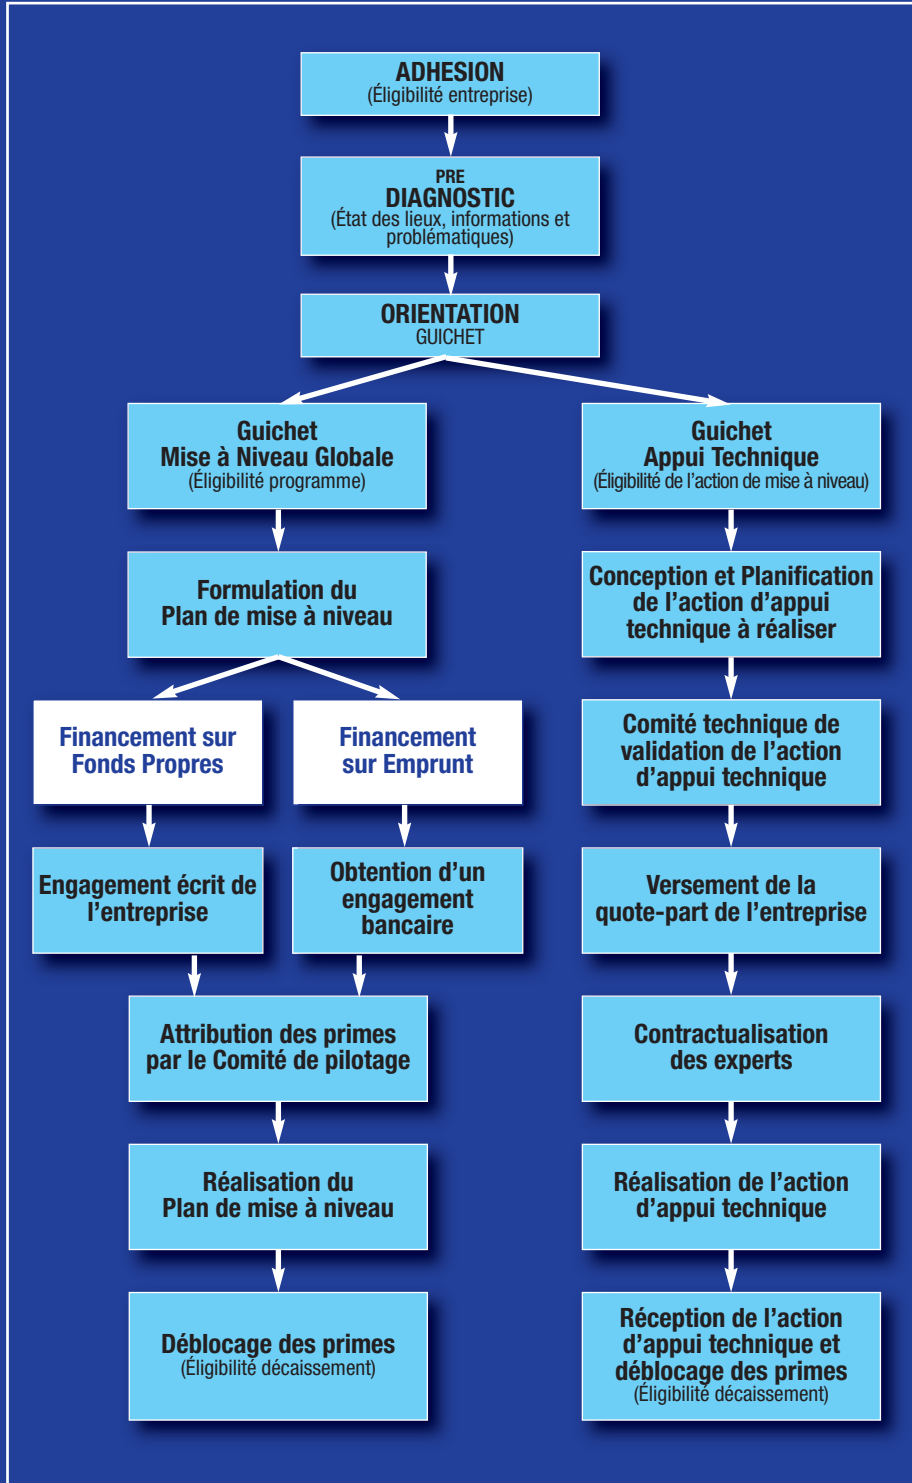 ADHESION
(Éligibilité entreprise)
PRE
DIAGNOSTIC
(État des lieux, informations et
problématiques)
ORIENTATION
GUICHET
Guichet
Mise à Niveau Globale
(Éligibilité programme)
Formulation du
Plan de mise à niveau
Financement sur
Fonds Propres
Financement
sur Emprunt
Engagement écrit de
l’entreprise
Obtention d’un
engagement
bancaire
Attribution des primes
par le Comité de pilotage
Réalisation du
Plan de mise à niveau
Déblocage des primes
(Éligibilité décaissement)
Guichet
Appui Technique
(Éligibilité de l’action de mise à niveau)
Conception et Planification
de l’action d’appui
technique à réaliser
Comité technique de
validation de l’action
d’appui technique
Versement de la
quote-part de l’entreprise
Contractualisation
des experts
Réalisation de l’action
d’appui technique
Réception de l’action
d’appui technique et
déblocage des primes
(Éligibilité décaissement)